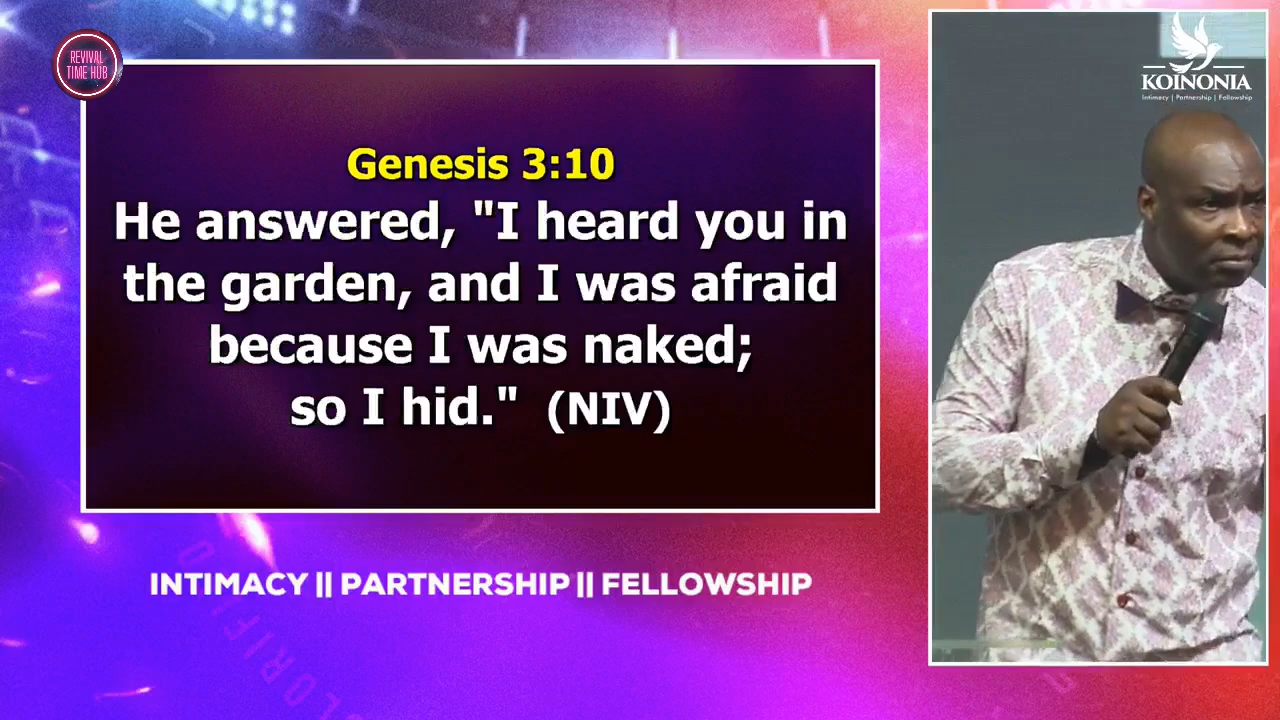 REVIVAL
TIME HUB
KOINONIA
Intimacy | Partnership | Fellowship
Genesis 3:10
He answered, "I heard you in
the garden, and I was afraid
because I was naked;
so I hid." (NIV)
INTIMACY || PARTNERSHIP || FELLOWSHIP